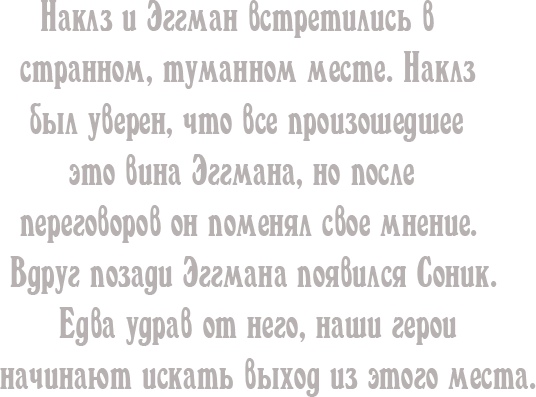 Наклз и Эггман встретились в
странном, туманном месте. Наклз
был уверен, что все произошедшее
это вина Эггмана, но после
переговоров он поменял свое мнение.
Вдруг позади Эггмана появился Соник.
Едва удрав от него, наши герои
начинают искать выход из этого места.